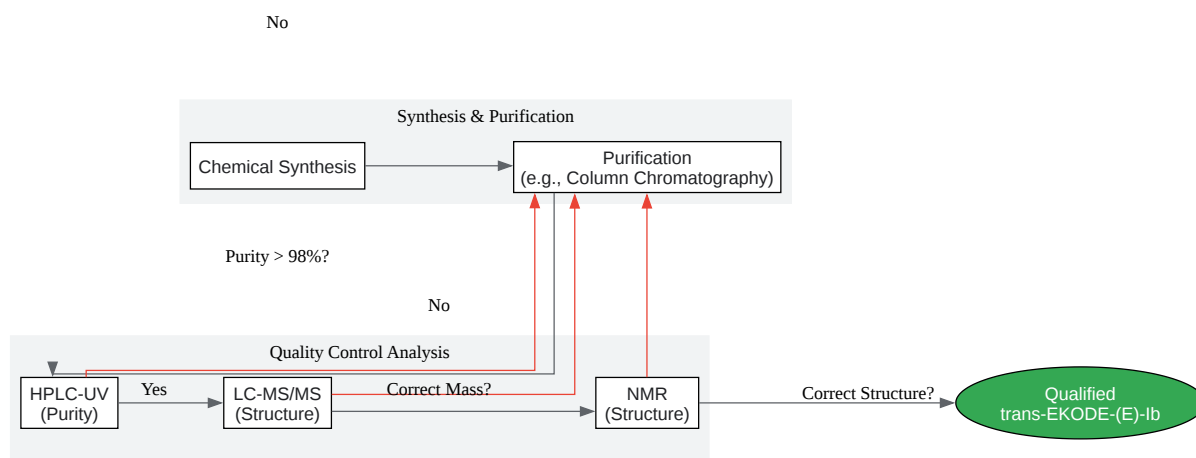 No
Synthesis & Purification
Chemical Synthesis
Purification
(e.g., Column Chromatography)
Purity > 98%?
No
Quality Control Analysis
HPLC-UV
(Purity)
Yes
LC-MS/MS
(Structure)
Correct Mass?
NMR
(Structure)
Correct Structure?
Qualified
trans-EKODE-(E)-Ib